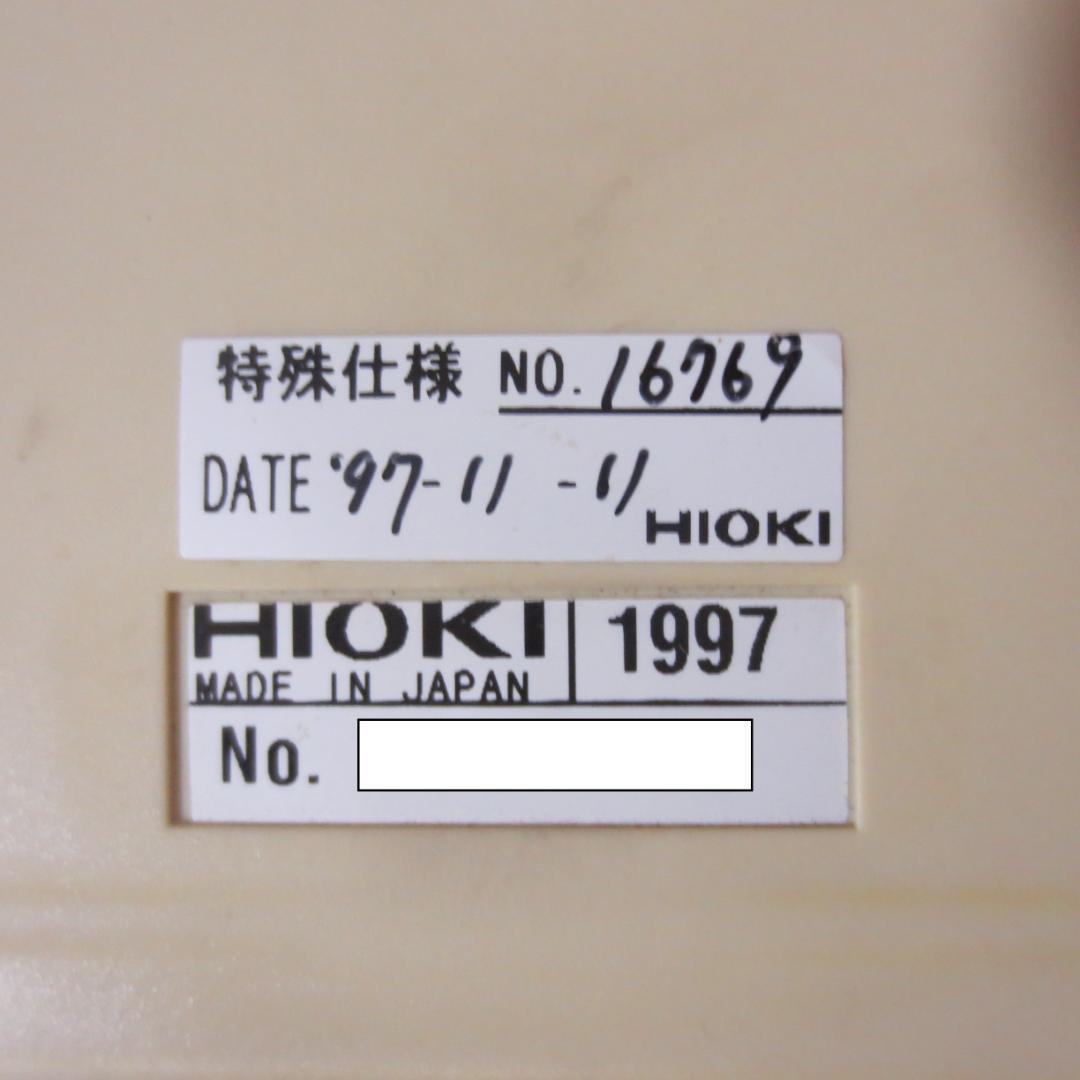 特殊仕様 NO. 16769
DATE '97-11-11
HIOKI
HIOKI 1997
MADE IN JAPAN
No.